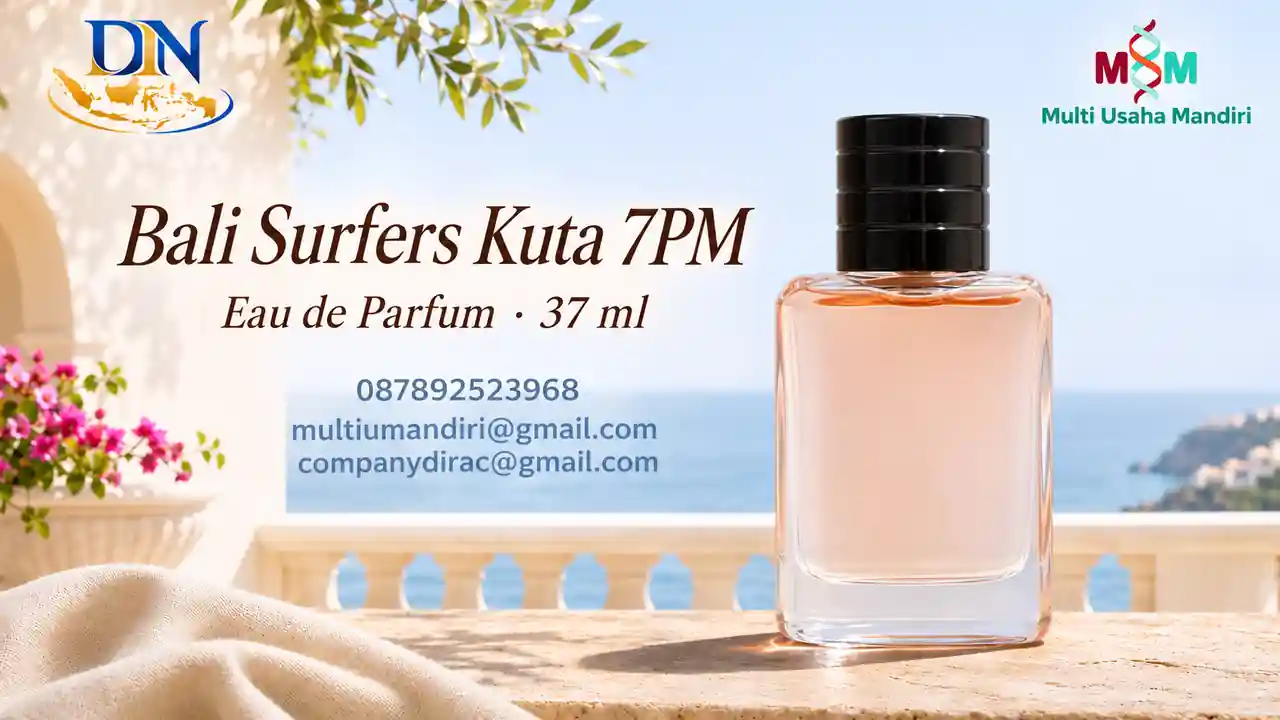 DN
MSM
Multi Usaha Mandiri
Bali Surfers Kuta 7PM
Eau de Parfum · 37 ml
087892523968
multiumandiri@gmail.com
companydirac@gmail.com